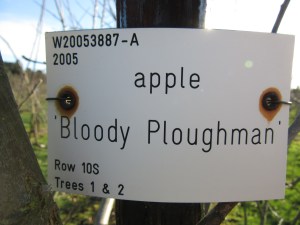 W20053887-A
2005
apple
'Bloody Ploughman'
Row 10S
Trees 1 & 2